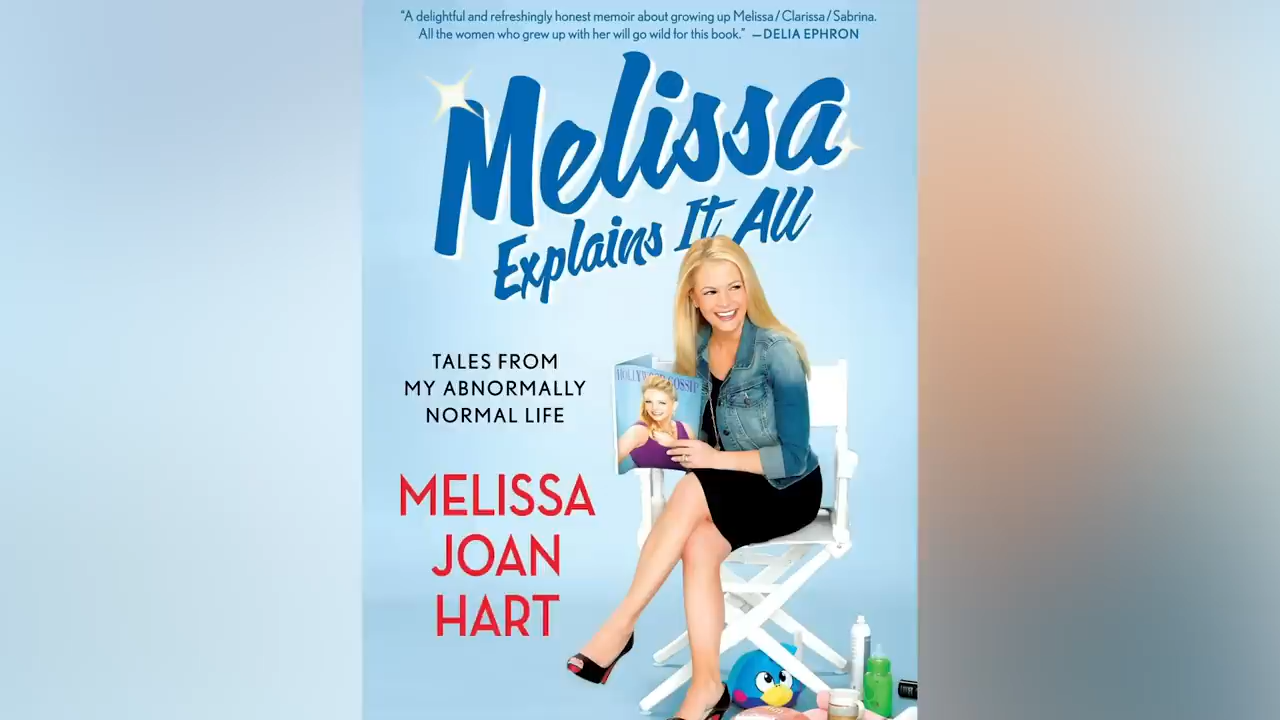 “A delightful and refreshingly honest memoir about growing up Melissa / Clarissa / Sabrina.
All the women who grew up with her will go wild for this book.” —DELIA EPHRON
Melissa
Explains It All
TALES FROM
MY ABNORMALLY
NORMAL LIFE
HOLLYWOOD GOSSIP
MELISSA
JOAN
HART